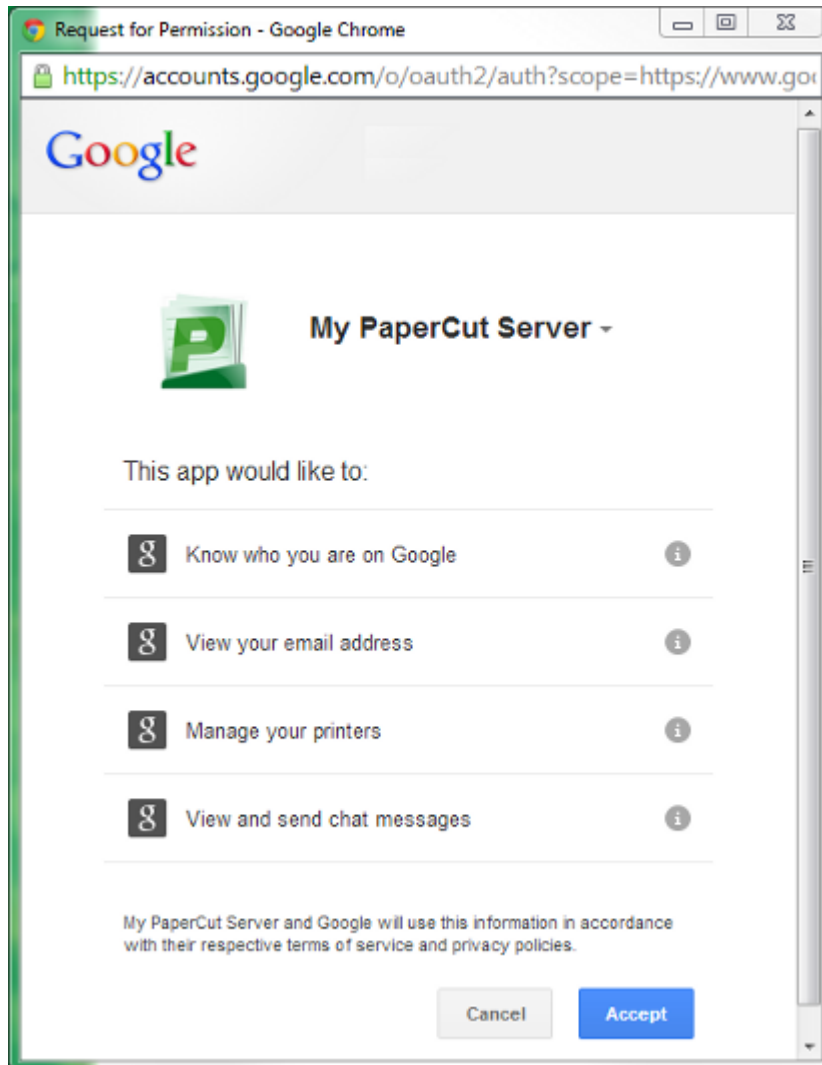 Request for Permission - Google Chrome
https://accounts.google.com/o/oauth2/auth?scope=https://www.goo
Google
My PaperCut Server
This app would like to:
g Know who you are on Google i
g View your email address i
g Manage your printers i
g View and send chat messages i
My PaperCut Server and Google will use this information in accordance
with their respective terms of service and privacy policies.
Cancel Accept